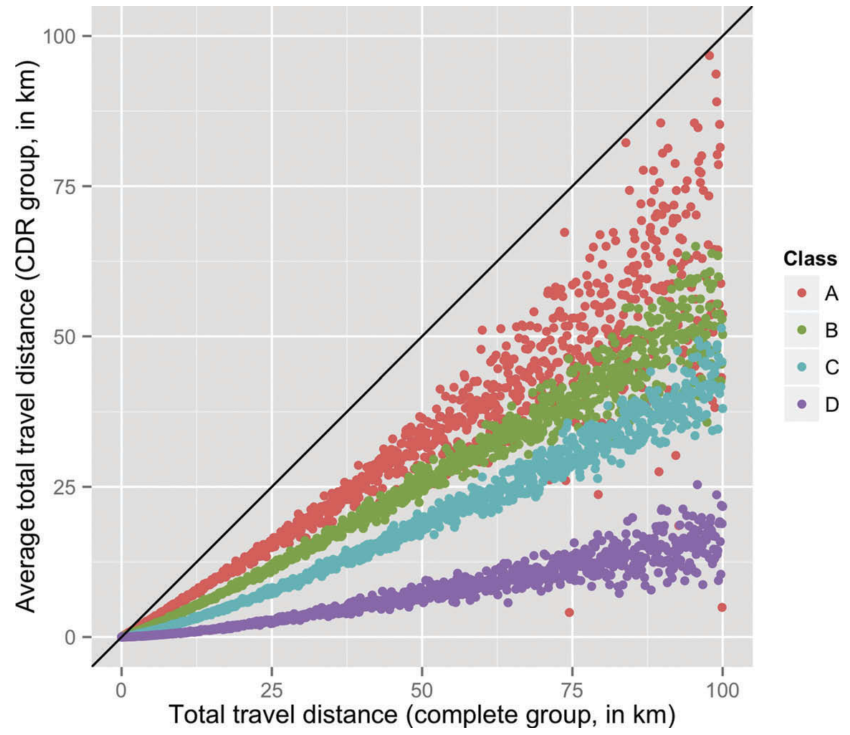 Average total travel distance (CDR group, in km)
100
75
50
25
0
0 25 50 75 100
Total travel distance (complete group, in km)
Class
A
B
C
D